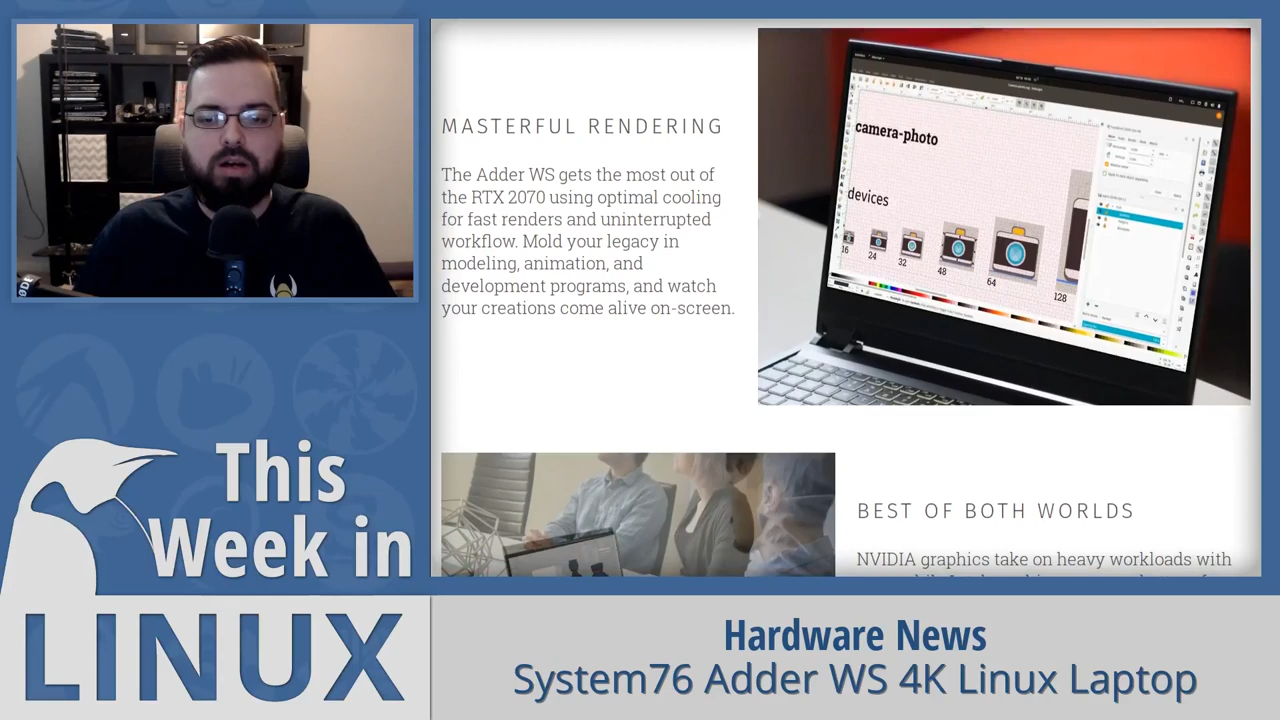 MASTERFUL RENDERING
The Adder WS gets the most out of
the RTX 2070 using optimal cooling
for fast renders and uninterrupted
workflow. Mold your legacy in
modeling, animation, and
development programs, and watch
your creations come alive on-screen.
camera-photo
devices
16
24
32
48
64
128
BEST OF BOTH WORLDS
NVIDIA graphics take on heavy workloads with
This
Week in
LINUX
Hardware News
System76 Adder WS 4K Linux Laptop